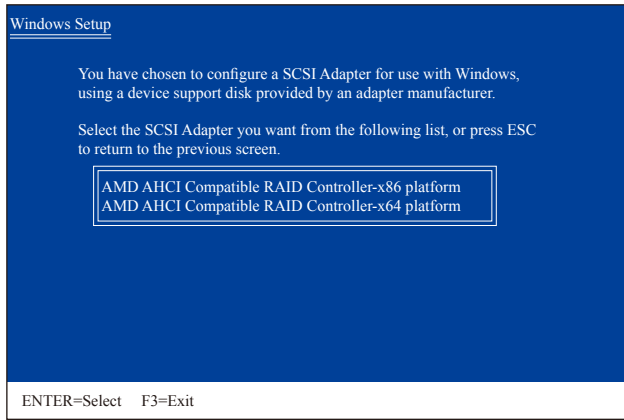 Windows Setup
You have chosen to configure a SCSI Adapter for use with Windows,
using a device support disk provided by an adapter manufacturer.
Select the SCSI Adapter you want from the following list, or press ESC
to return to the previous screen.
AMD AHCI Compatible RAID Controller-x86 platform
AMD AHCI Compatible RAID Controller-x64 platform
ENTER=Select F3=Exit